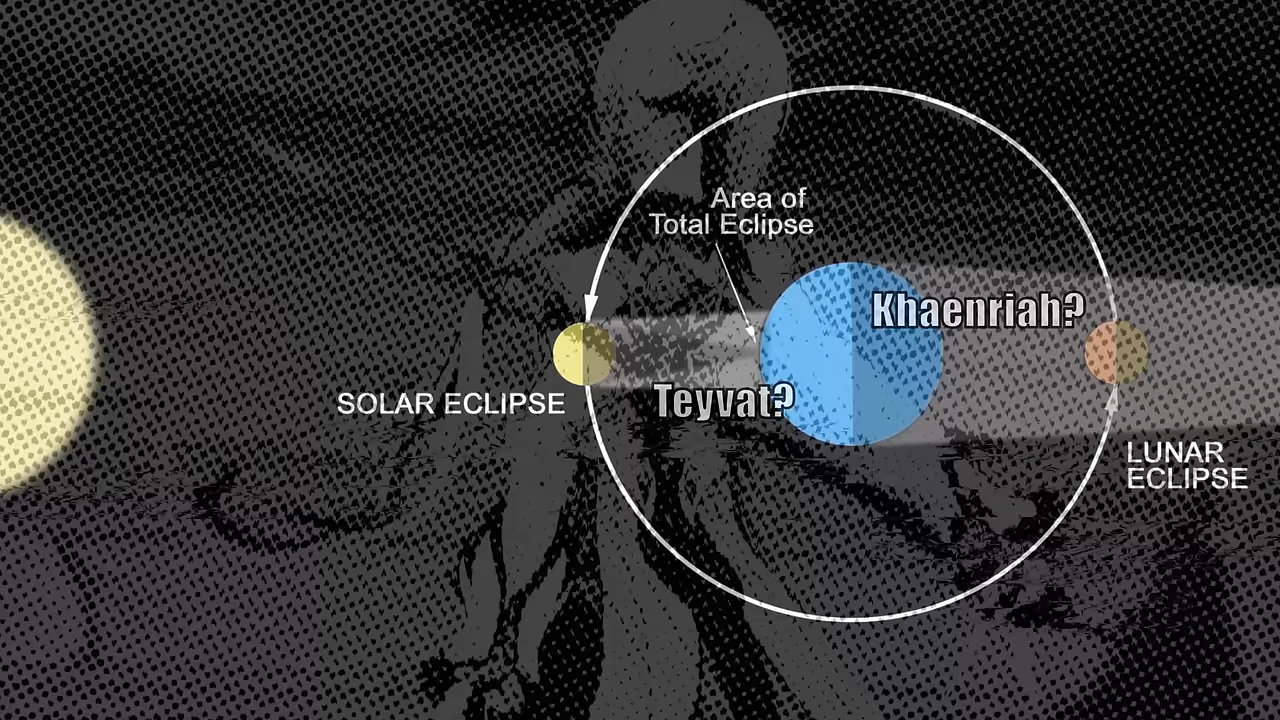 Area of
Total Eclipse
Khaenriah?
Teyvat?
SOLAR ECLIPSE
LUNAR
ECLIPSE